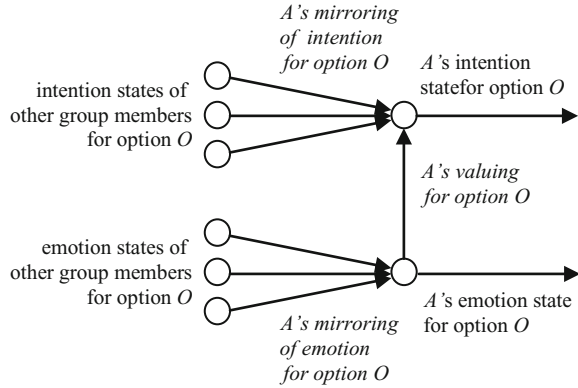 A's mirroring
of intention
for option O
intention states of
other group members
for option O
A's intention
statefor option O
A's valuing
for option O
emotion states of
other group members
for option O
A's emotion state
for option O
A's mirroring
of emotion
for option O